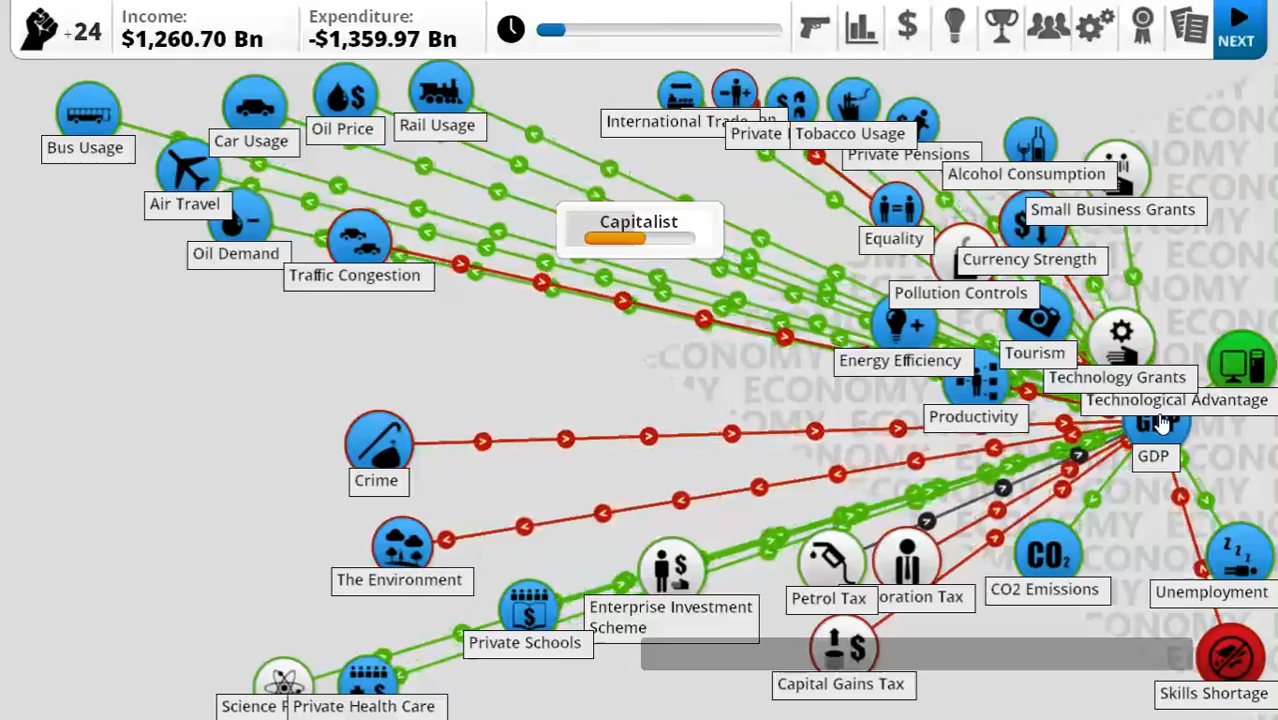 +24
Income:
$1,260.70 Bn
Expenditure:
-$1,359.97 Bn
NEXT
Bus Usage
Car Usage
Oil Price
Rail Usage
Air Travel
Oil Demand
Traffic Congestion
International Trade
Private
Tobacco Usage
Private Pensions
Alcohol Consumption
Small Business Grants
Equality
Currency Strength
Pollution Controls
Capitalist
Energy Efficiency
Tourism
Technology Grants
Technological Advantage
Productivity
GDP
Crime
The Environment
Enterprise Investment
Scheme
Private Schools
Petrol Tax
oration Tax
CO2
CO2 Emissions
Unemployment
Capital Gains Tax
Skills Shortage
Science
Private Health Care
ECONOMY ECONOMY